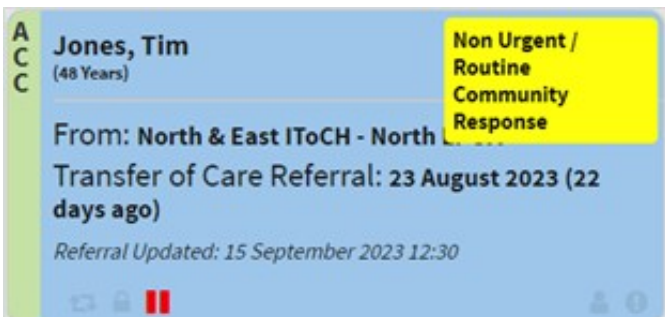 ACC
Jones, Tim
(48 Years)
Non Urgent /
Routine
Community
Response
From: North & East IToCH - North
Transfer of Care Referral: 23 August 2023 (22
days ago)
Referral Updated: 15 September 2023 12:30